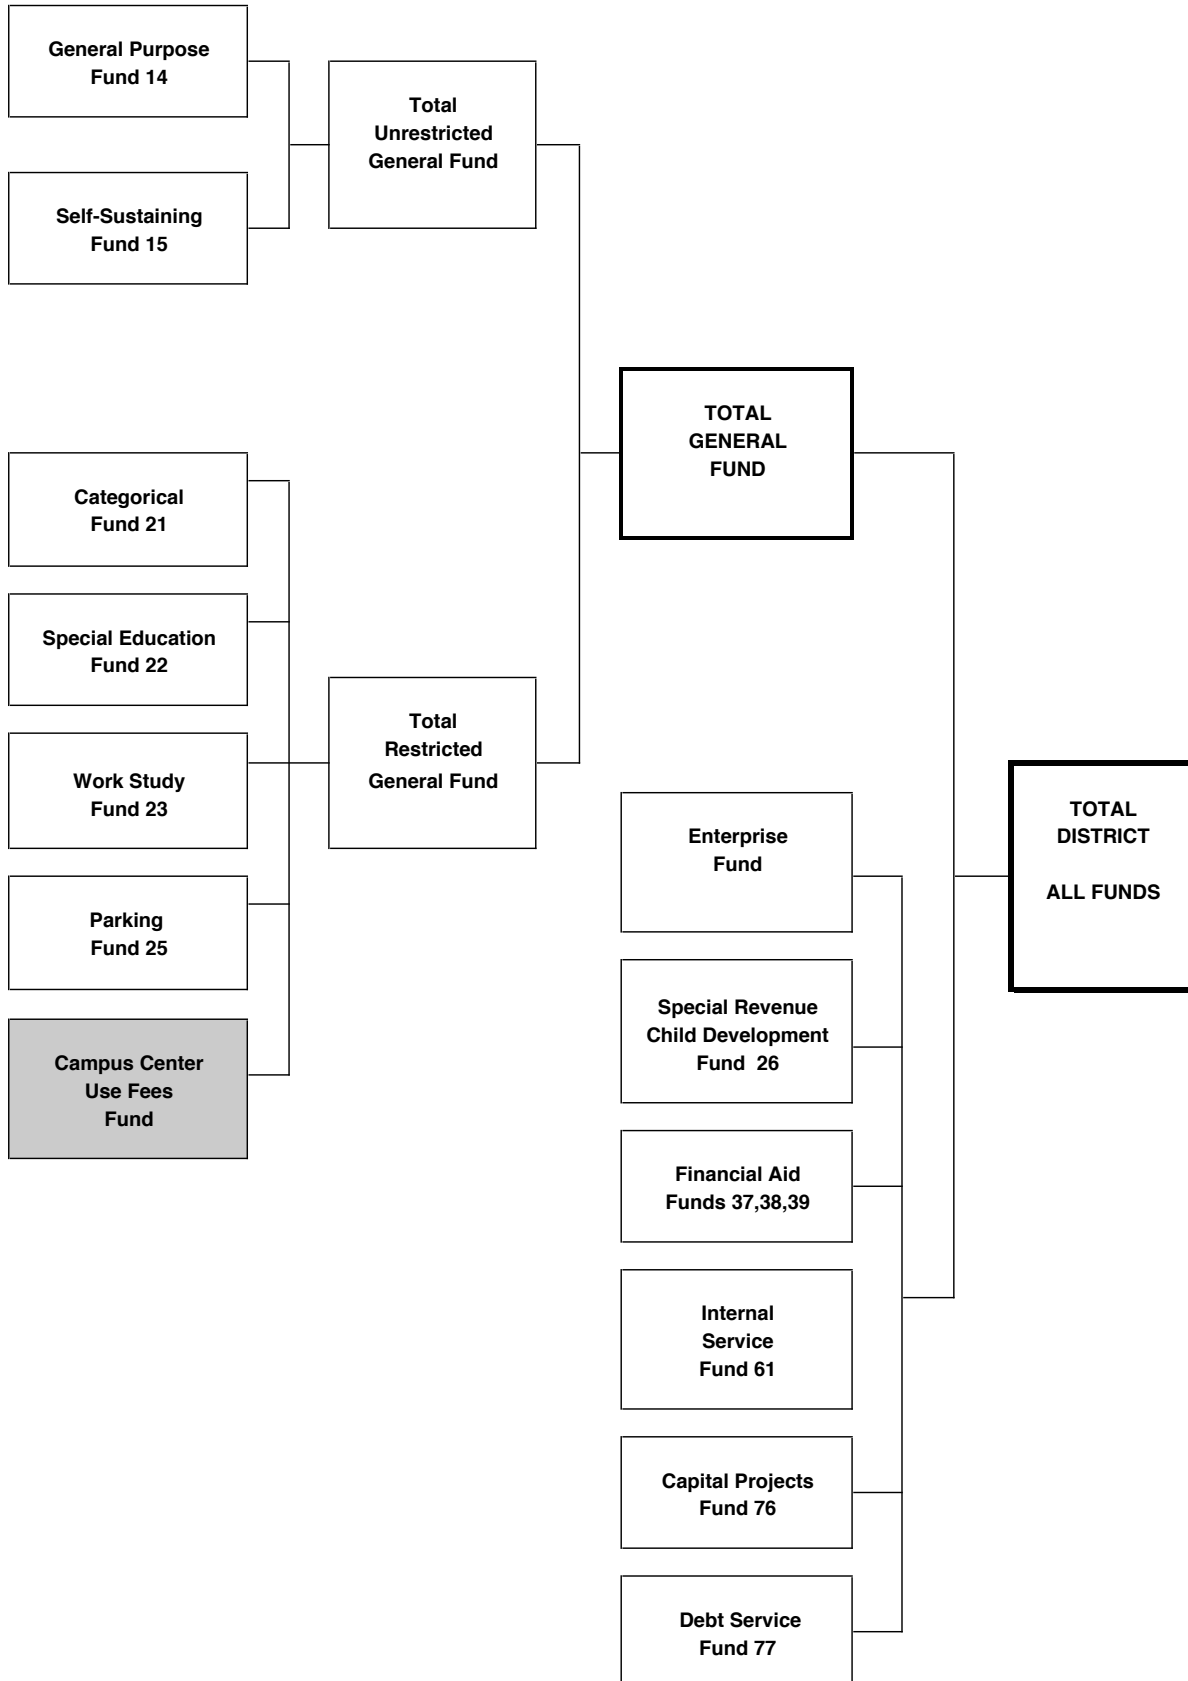 General Purpose
Fund 14
Self-Sustaining
Fund 15
Total
Unrestricted
General Fund
TOTAL
GENERAL
FUND
Categorical
Fund 21
Special Education
Fund 22
Work Study
Fund 23
Parking
Fund 25
Campus Center
Use Fees
Fund
Total
Restricted
General Fund
Enterprise
Fund
Special Revenue
Child Development
Fund  26
Financial Aid
Funds 37,38,39
Internal
Service
Fund 61
Capital Projects
Fund 76
Debt Service
Fund 77
TOTAL
DISTRICT
ALL FUNDS